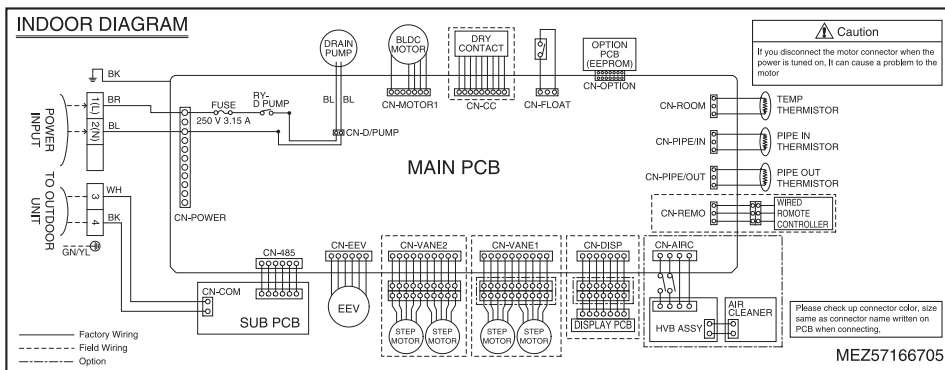 INDOOR DIAGRAM
BK
BR
BL
1(L)
2(N)
POWER
INPUT
FUSE
250 V 3.15 A
RY-
D PUMP
DRAIN
PUMP
BL
BL
CN-D/PUMP
BLDC
MOTOR
CN-MOTOR1
DRY
CONTACT
CN-CC
CN-FLOAT
OPTION
PCB
(EEPROM)
CN-OPTION
Caution
If you disconnect the motor connector when the
power is tuned on, It can cause a problem to the
motor
CN-ROOM
TEMP
THERMISTOR
CN-PIPE/IN
PIPE IN
THERMISTOR
CN-PIPE/OUT
PIPE OUT
THERMISTOR
CN-REMO
WIRED
ROMOTE
CONTROLLER
MAIN PCB
CN-POWER
TO OUTDOOR
UNIT
3
4
WH
BK
GN/YL
CN-485
CN-COM
SUB PCB
CN-EEV
EEV
CN-VANE2
STEP
MOTOR
STEP
MOTOR
CN-VANE1
STEP
MOTOR
STEP
MOTOR
CN-DISP
DISPLAY PCB
CN-AIRC
HVB ASSY
AIR
CLEANER
Please check up connector color, size
same as connector name written on
PCB when connecting,
Factory Wiring
Field Wiring
Option
MEZ57166705